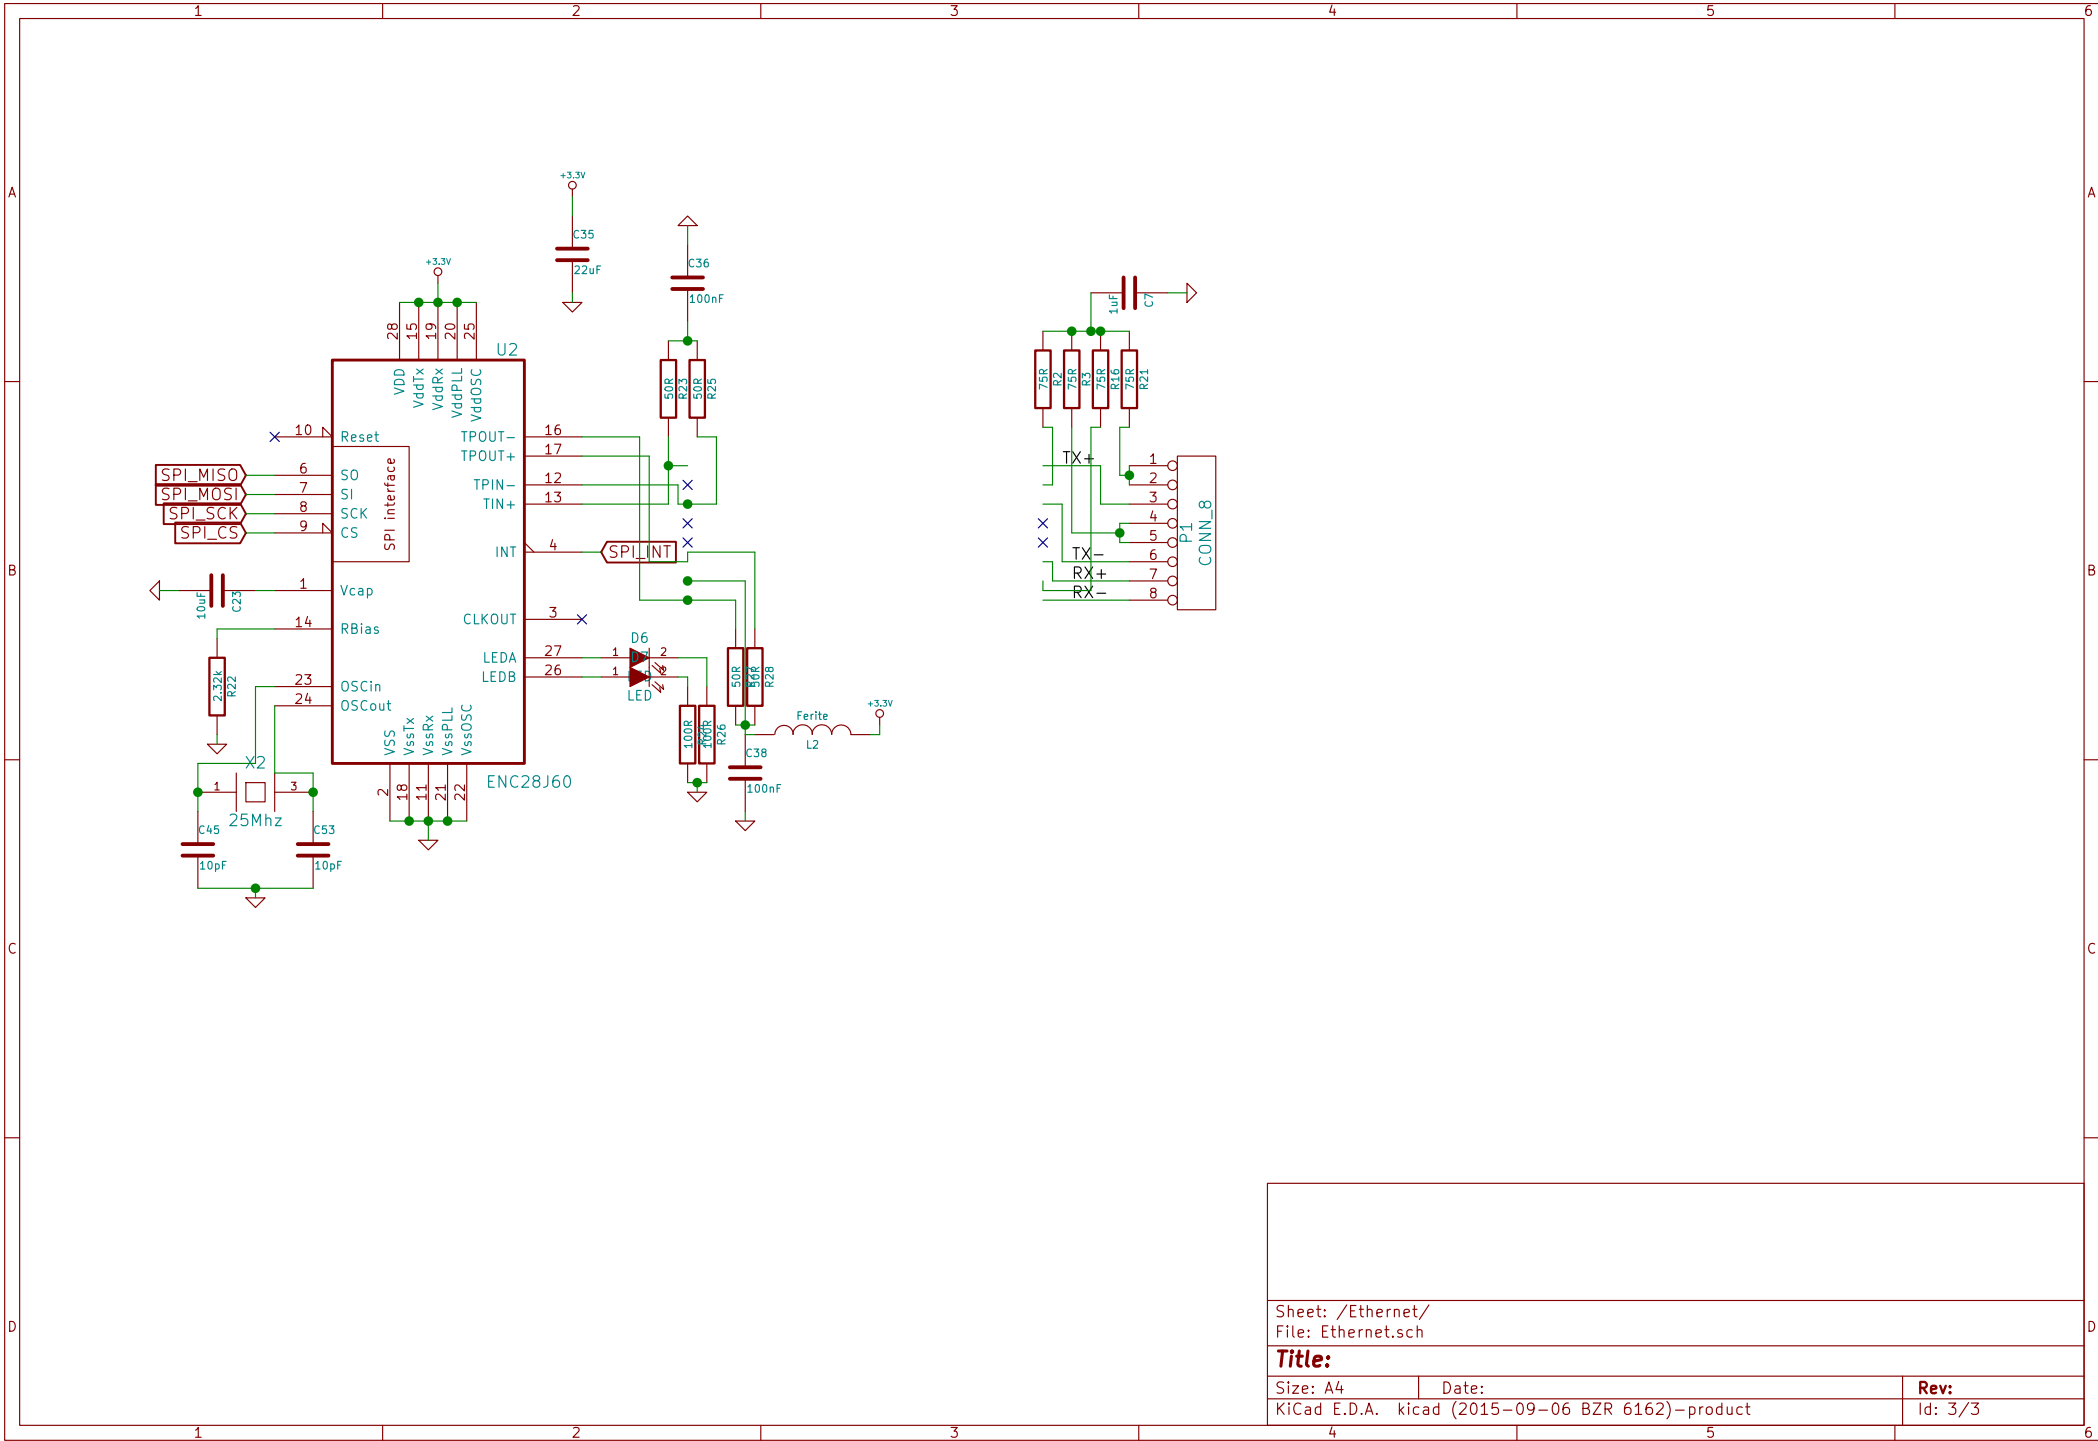 1 2 3 4 5 6
A A
B B
C C
D D
1 2 3 4 5 6
+3.3V
C35
22uF
C36
100nF
+3.3V
28 15 19 20 25
U2
VDD VddTx VddRx VddPLL VddOSC
50R R23 50R R25
10 Reset
SPI_MISO 6 SO
SPI_MOSI 7 SI
SPI_SCK 8 SCK
SPI_CS 9 CS
SPI interface
TPOUT- 16
TPOUT+ 17
TPIN- 12
TIN+ 13
INT 4 SPI_INT
10uF C23 1 Vcap
14 RBias
CLKOUT 3
2.32k R22
23 OSCin
24 OSCout
LEDA 27
LEDB 26
D6
1 2
1 2
LED
50R 50R R28
100R 100R R26
VSS VssTx VssRx VssPLL VssOSC
2 18 11 21 22
ENC28J60
X2
1 3
25Mhz
C45
10pF
C53
10pF
C38
100nF
Ferite
L2
+3.3V
1uF C7
75R R2 75R R3 75R R16 75R R21
TX+
TX-
RX+
RX-
1
2
3
4
5
6
7
8
P1
CONN_8
Sheet: /Ethernet/
File: Ethernet.sch
Title:
Size: A4 Date: Rev:
KiCad E.D.A. kicad (2015-09-06 BZR 6162)-product Id: 3/3